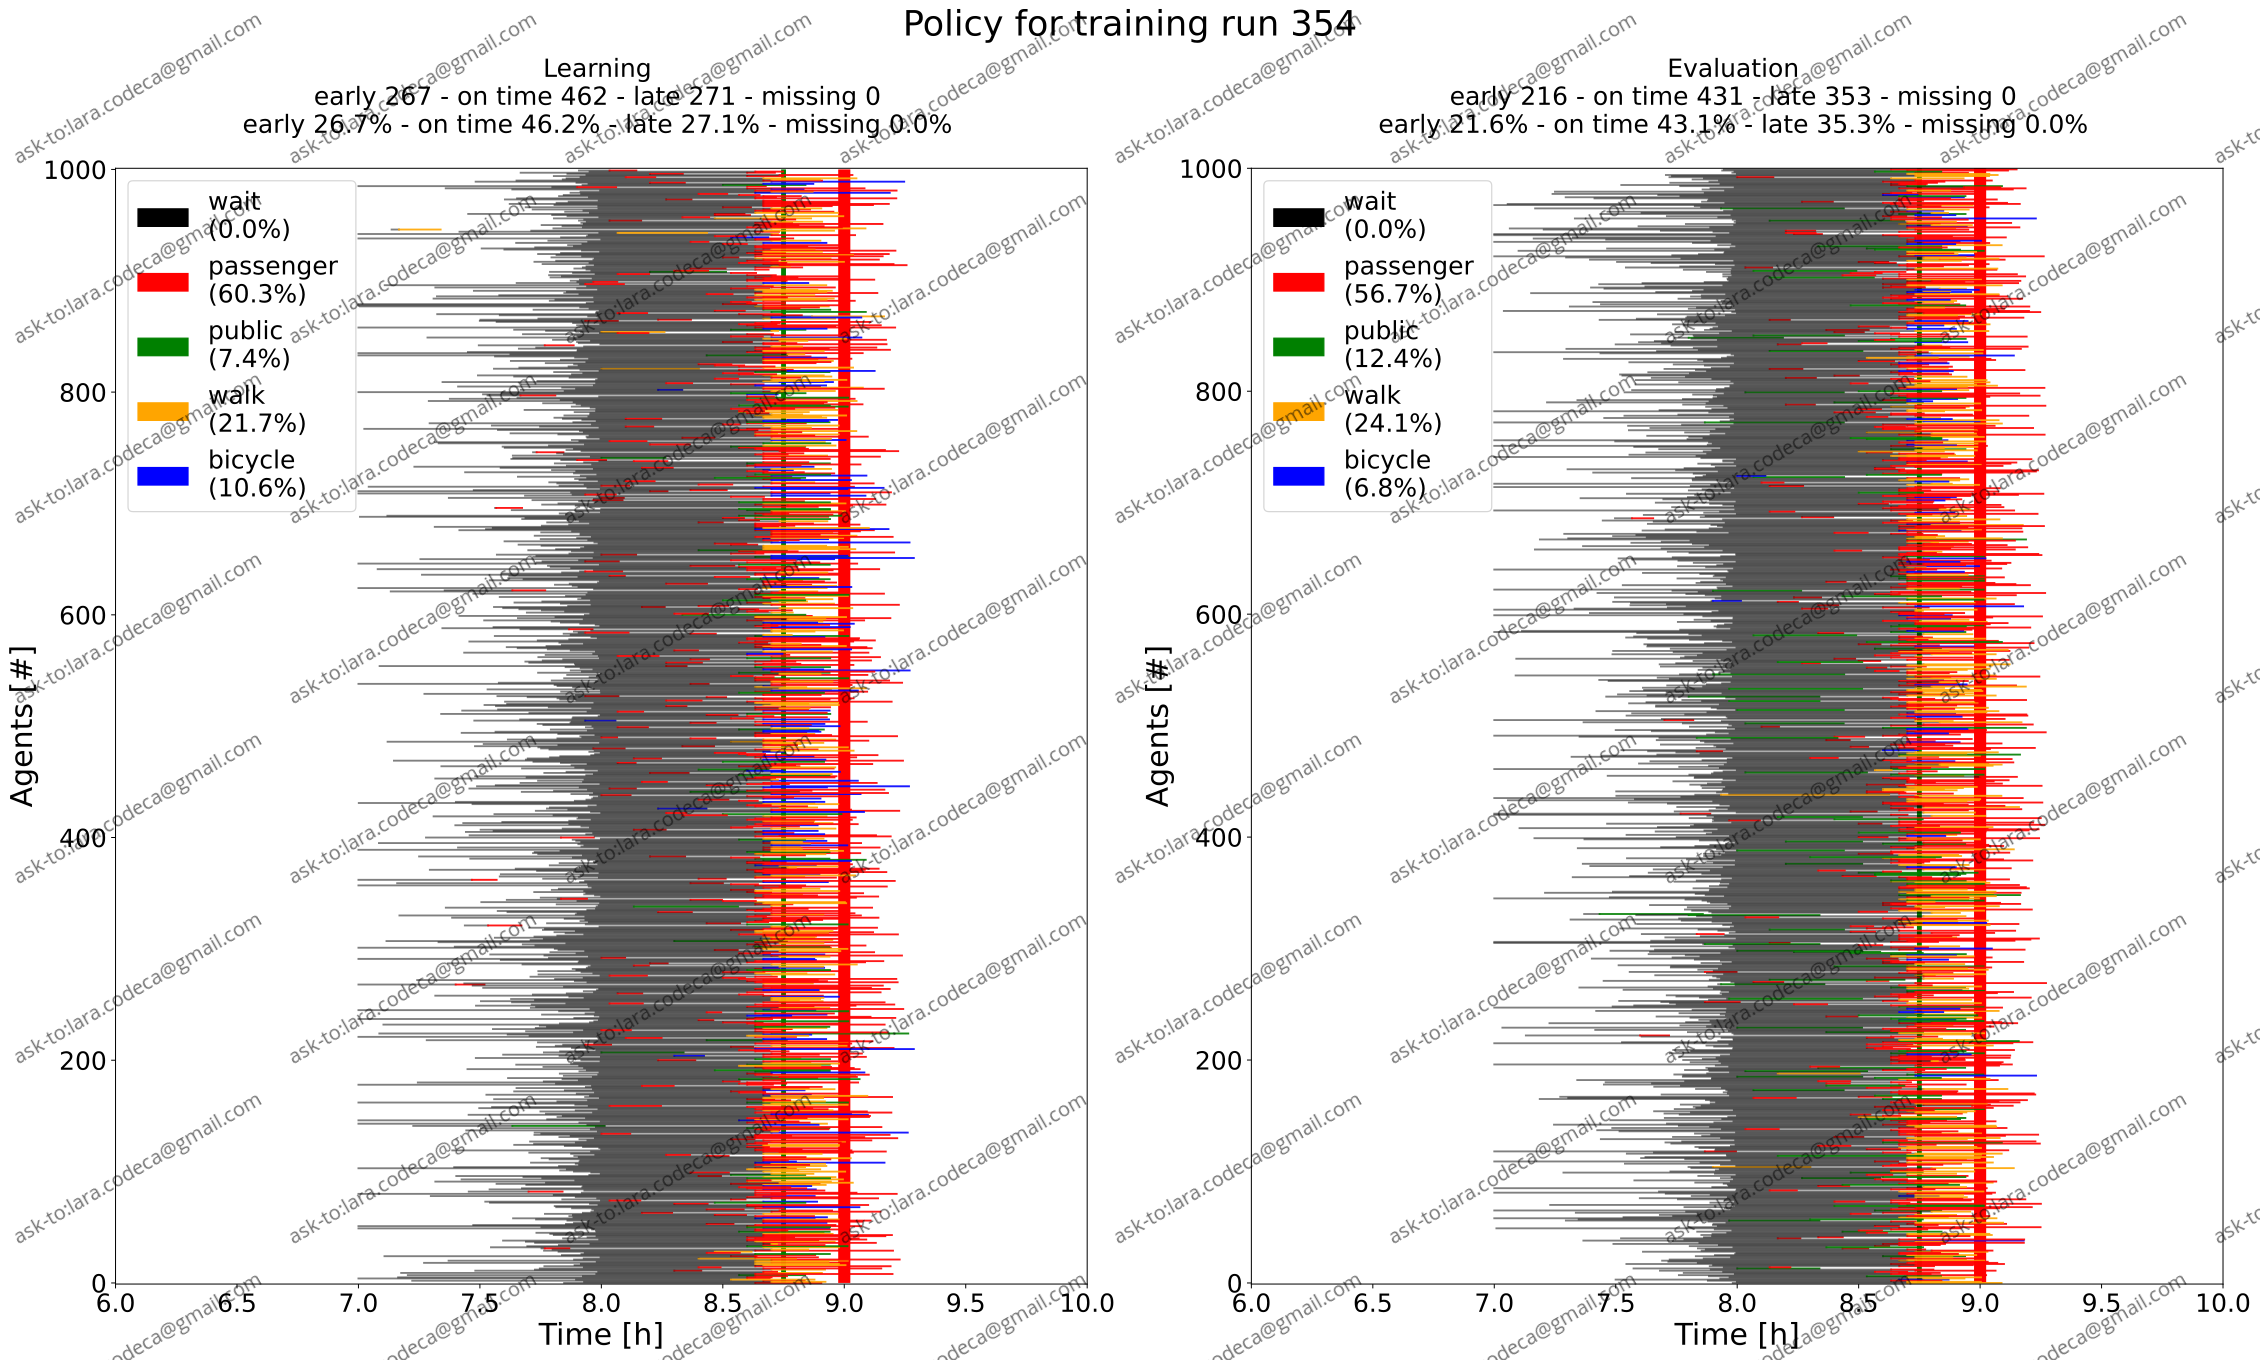 Policy for training run 354
Learning
early 267 - on time 462 - late 271 - missing 0
early 26.7% - on time 46.2% - late 27.1% - missing 0.0%
1000
800
600
400
200
0
Agents [#]
wait
(0.0%)
passenger
(60.3%)
public
(7.4%)
walk
(21.7%)
bicycle
(10.6%)
6.0 6.5 7.0 7.5 8.0 8.5 9.0 9.5 10.0
Time [h]
Evaluation
early 216 - on time 431 - late 353 - missing 0
early 21.6% - on time 43.1% - late 35.3% - missing 0.0%
1000
800
600
400
200
0
Agents [#]
wait
(0.0%)
passenger
(56.7%)
public
(12.4%)
walk
(24.1%)
bicycle
(6.8%)
6.0 6.5 7.0 7.5 8.0 8.5 9.0 9.5 10.0
Time [h]
ask-to:lara.codeca@gmail.com